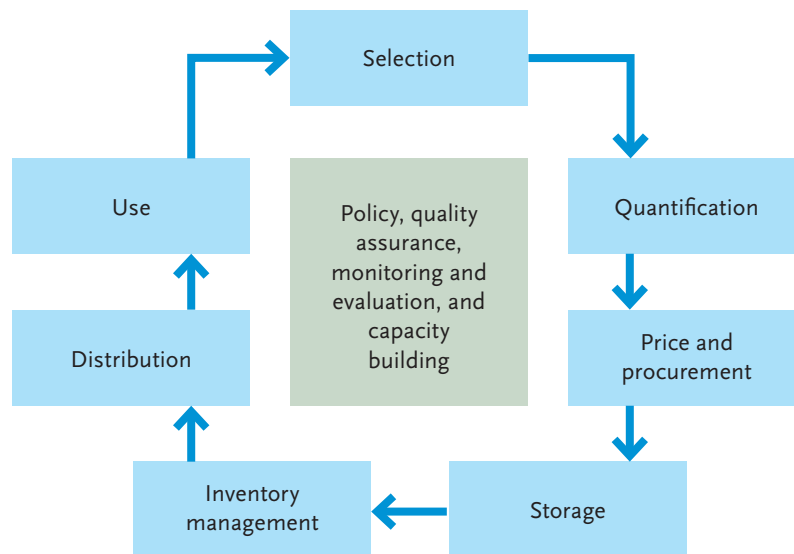 Selection
Use
Policy, quality
assurance,
monitoring and
evaluation, and
capacity
building
Quantification
Distribution
Price and
procurement
Inventory
management
Storage